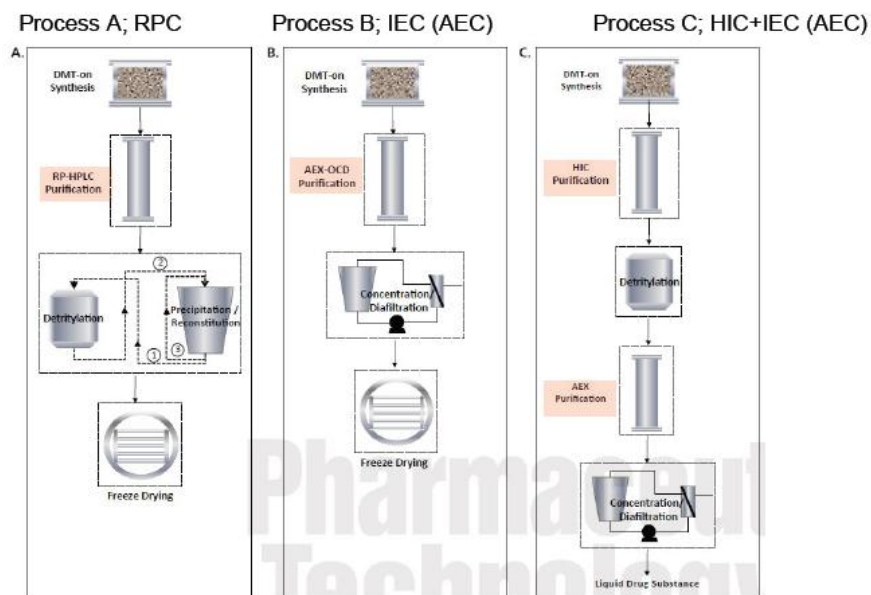 Process A; RPC
Process B; IEC (AEC)
Process C; HIC+IEC (AEC)
A.
DMT-on
Synthesis
RP-HPLC
Purification
Detritylation
Precipitation /
Reconstitution
1
2
3
Freeze Drying
B.
DMT-on
Synthesis
AEX-OCD
Purification
Concentration/
Diafiltration
Freeze Drying
C.
DMT-on
Synthesis
HIC
Purification
Detritylation
AEX
Purification
Concentration/
Diafiltration
Liquid Drug Substance
Pharmaceut
Technology